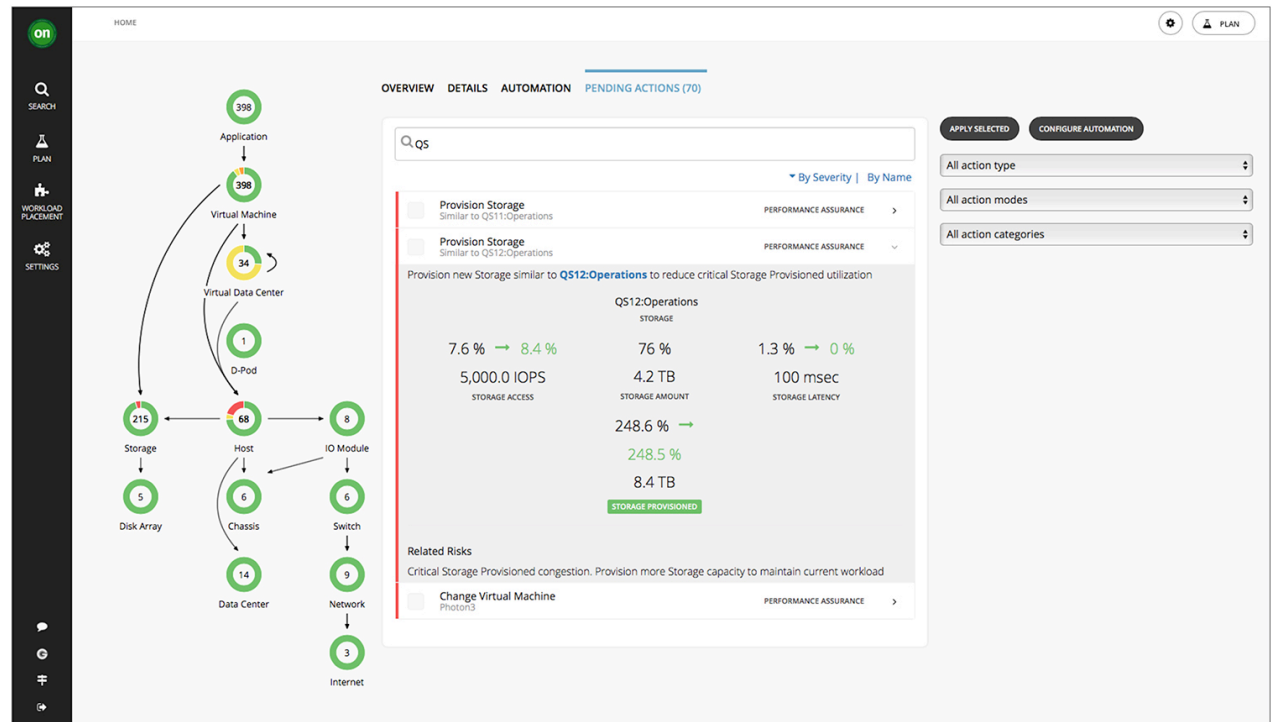 on
HOME
PLAN
SEARCH
PLAN
WORKLOAD
PLACEMENT
SETTINGS
398
Application
398
Virtual Machine
34
Virtual Data Center
1
D-Pod
215
Storage
68
Host
8
IO Module
5
Disk Array
6
Chassis
6
Switch
14
Data Center
9
Network
3
Internet
OVERVIEW DETAILS AUTOMATION PENDING ACTIONS (70)
QS
By Severity | By Name
Provision Storage
Similar to QS11:Operations
PERFORMANCE ASSURANCE
Provision Storage
Similar to QS12:Operations
PERFORMANCE ASSURANCE
Provision new Storage similar to QS12:Operations to reduce critical Storage Provisioned utilization
QS12:Operations
STORAGE
7.6 % → 8.4 %
5,000.0 IOPS
STORAGE ACCESS
76 %
4.2 TB
STORAGE AMOUNT
1.3 % → 0 %
100 msec
STORAGE LATENCY
248.6 % →
248.5 %
8.4 TB
STORAGE PROVISIONED
Related Risks
Critical Storage Provisioned congestion. Provision more Storage capacity to maintain current workload
Change Virtual Machine
Photon3
PERFORMANCE ASSURANCE
APPLY SELECTED
CONFIGURE AUTOMATION
All action type
All action modes
All action categories